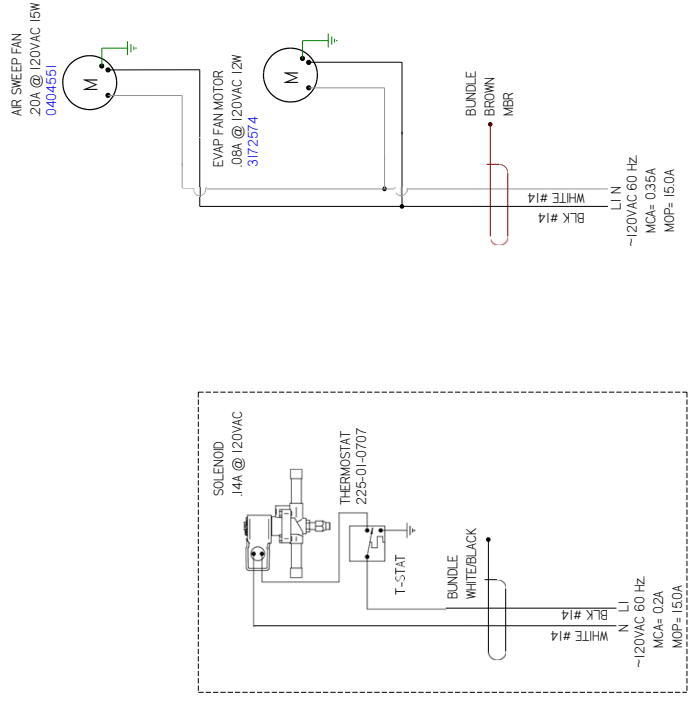 AIR SWEEP FAN
.20A @ 120VAC 15W
0404551
EVAP FAN MOTOR
.08A @ 120VAC 12W
3172574
M
M
BUNDLE
BROWN
MBR
WHITE #14
BLK #14
L1 N
~120VAC 60 Hz.
MCA= 0.35A
MOP= 15.0A
SOLENOID
.14A @ 120VAC
THERMOSTAT
225-01-0707
T-STAT
BUNDLE
WHITE/BLACK
BLK #14
WHITE #14
N L1
~120VAC 60 Hz.
MCA= 0.2A
MOP= 15.0A